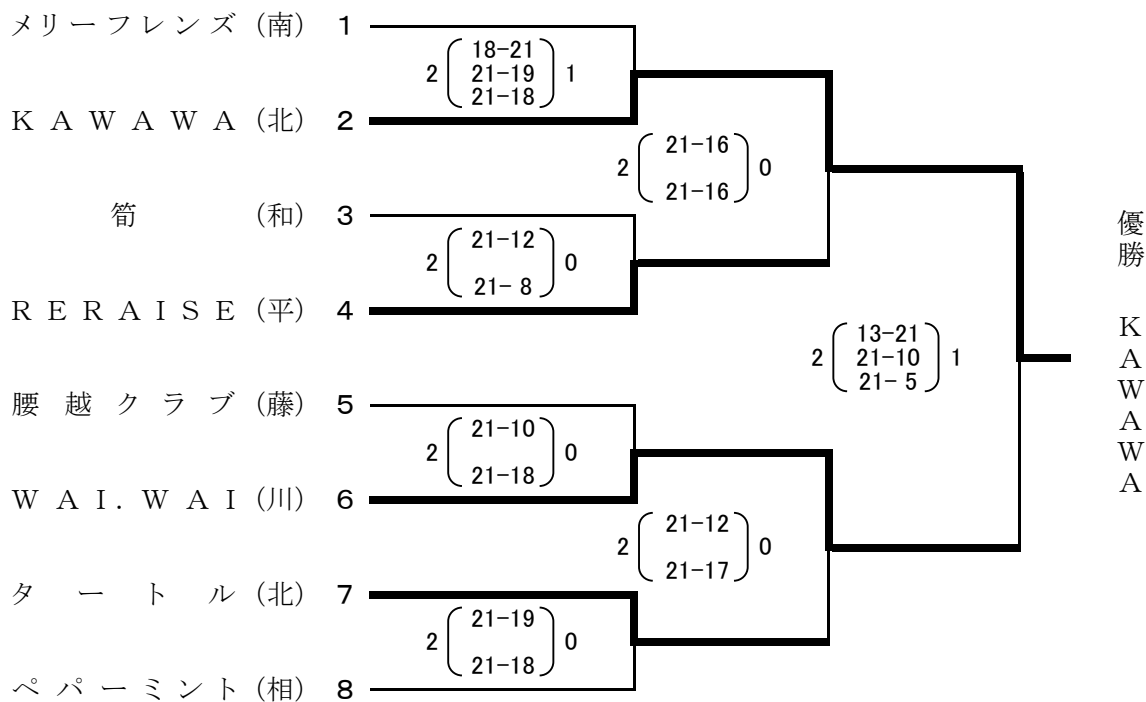 メリーフレンズ（南） 1
2 18-21 1
21-19
21-18
KAWAWA（北） 2
2 21-16 0
21-16
筍（和） 3
2 21-12 0
21- 8
RERAISE（平） 4
2 13-21 1
21-10
21- 5
優勝 KAWAWA
腰越クラブ（藤） 5
2 21-10 0
21-18
WAI.WAI（川） 6
2 21-12 0
21-17
タートル（北） 7
2 21-19 0
21-18
ペパーミント（相） 8